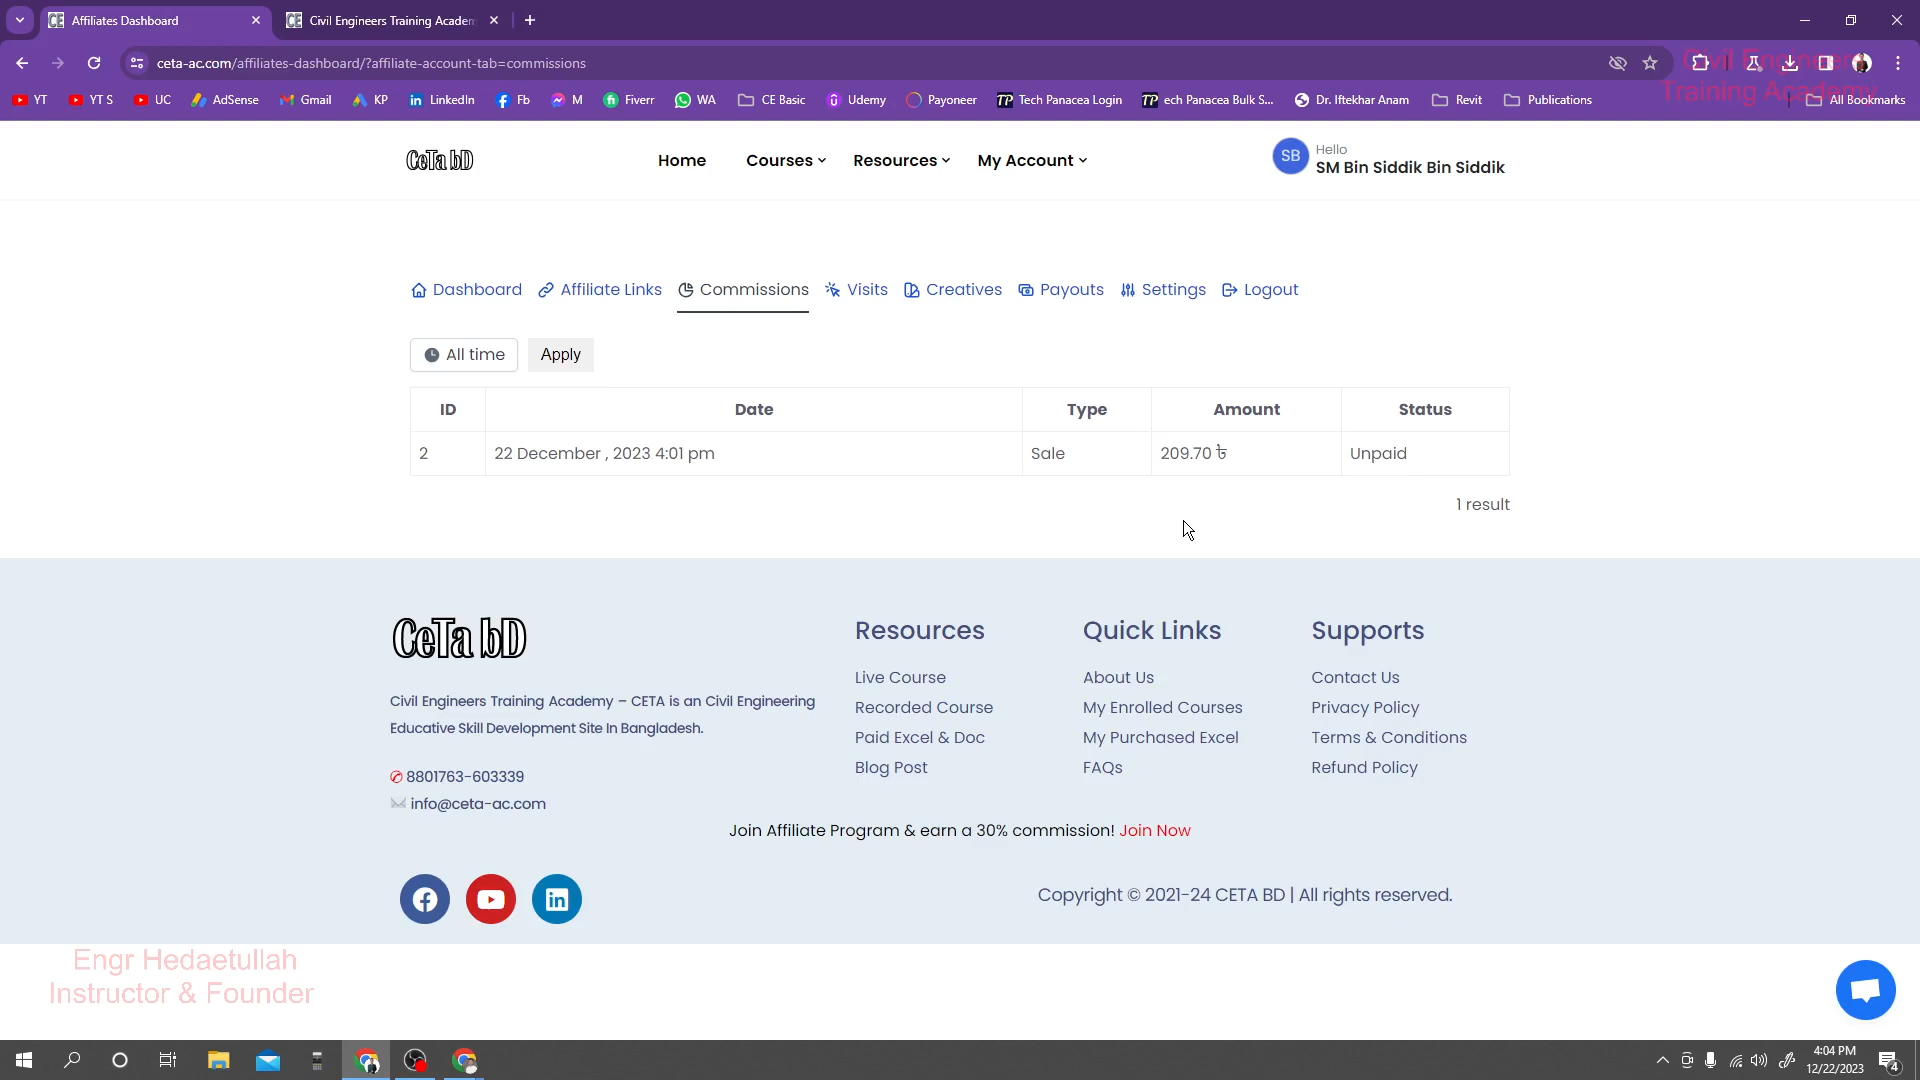 Affiliates Dashboard
Civil Engineers Training Academ
ceta-ac.com/affiliates-dashboard/?affiliate-account-tab=commissions
YT
YT S
UC
AdSense
Gmail
KP
LinkedIn
Fb
M
Fiverr
WA
CE Basic
Udemy
Payoneer
Tech Panacea Login
ech Panacea Bulk S...
Dr. Iftekhar Anam
Revit
Publications
All Bookmarks
Civil Engineers
Training Academy
CeTa bD
Home
Courses
Resources
My Account
SB
Hello
SM Bin Siddik Bin Siddik
Dashboard
Affiliate Links
Commissions
Visits
Creatives
Payouts
Settings
Logout
All time
Apply
ID Date Type Amount Status
2 22 December , 2023 4:01 pm Sale 209.70 ৳ Unpaid
1 result
CeTa bD
Civil Engineers Training Academy – CETA is an Civil Engineering
Educative Skill Development Site In Bangladesh.
8801763-603339
info@ceta-ac.com
Resources
Live Course
Recorded Course
Paid Excel & Doc
Blog Post
Quick Links
About Us
My Enrolled Courses
My Purchased Excel
FAQs
Supports
Contact Us
Privacy Policy
Terms & Conditions
Refund Policy
Join Affiliate Program & earn a 30% commission! Join Now
Copyright © 2021-24 CETA BD | All rights reserved.
Engr Hedaetullah
Instructor & Founder
4:04 PM
12/22/2023
4